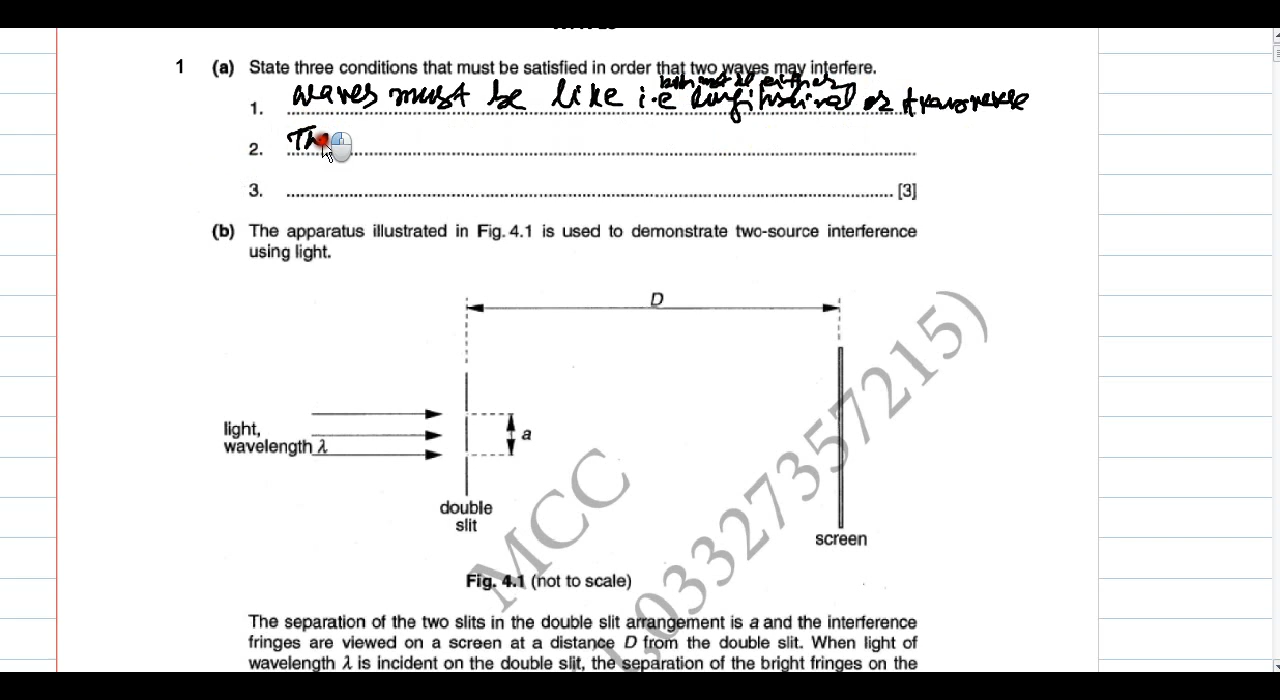 1 (a) State three conditions that must be satisfied in order that two waves may interfere.
both must be either
1. waves must be like i.e longitudinal or transverse
2. Th
3. [3]
(b) The apparatus illustrated in Fig. 4.1 is used to demonstrate two-source interference
using light.
D
light,
wavelength λ
a
double
slit
screen
MCC
(03327357215)
Fig. 4.1 (not to scale)
The separation of the two slits in the double slit arrangement is a and the interference
fringes are viewed on a screen at a distance D from the double slit. When light of
wavelength λ is incident on the double slit, the separation of the bright fringes on the